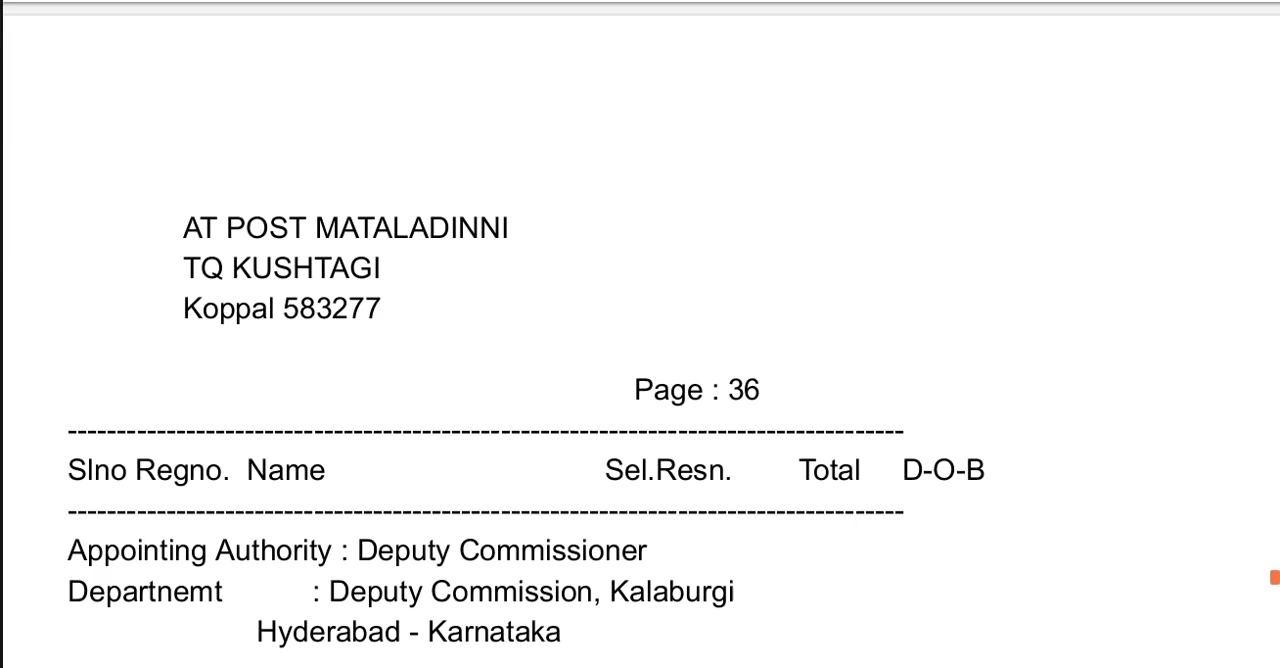 AT POST MATALADINNI
TQ KUSHTAGI
Koppal 583277
Page : 36
-------------------------------------------------------------------------------------
Slno Regno. Name Sel.Resn. Total D-O-B
-------------------------------------------------------------------------------------
Appointing Authority : Deputy Commissioner
Departnemt : Deputy Commission, Kalaburgi
Hyderabad - Karnataka